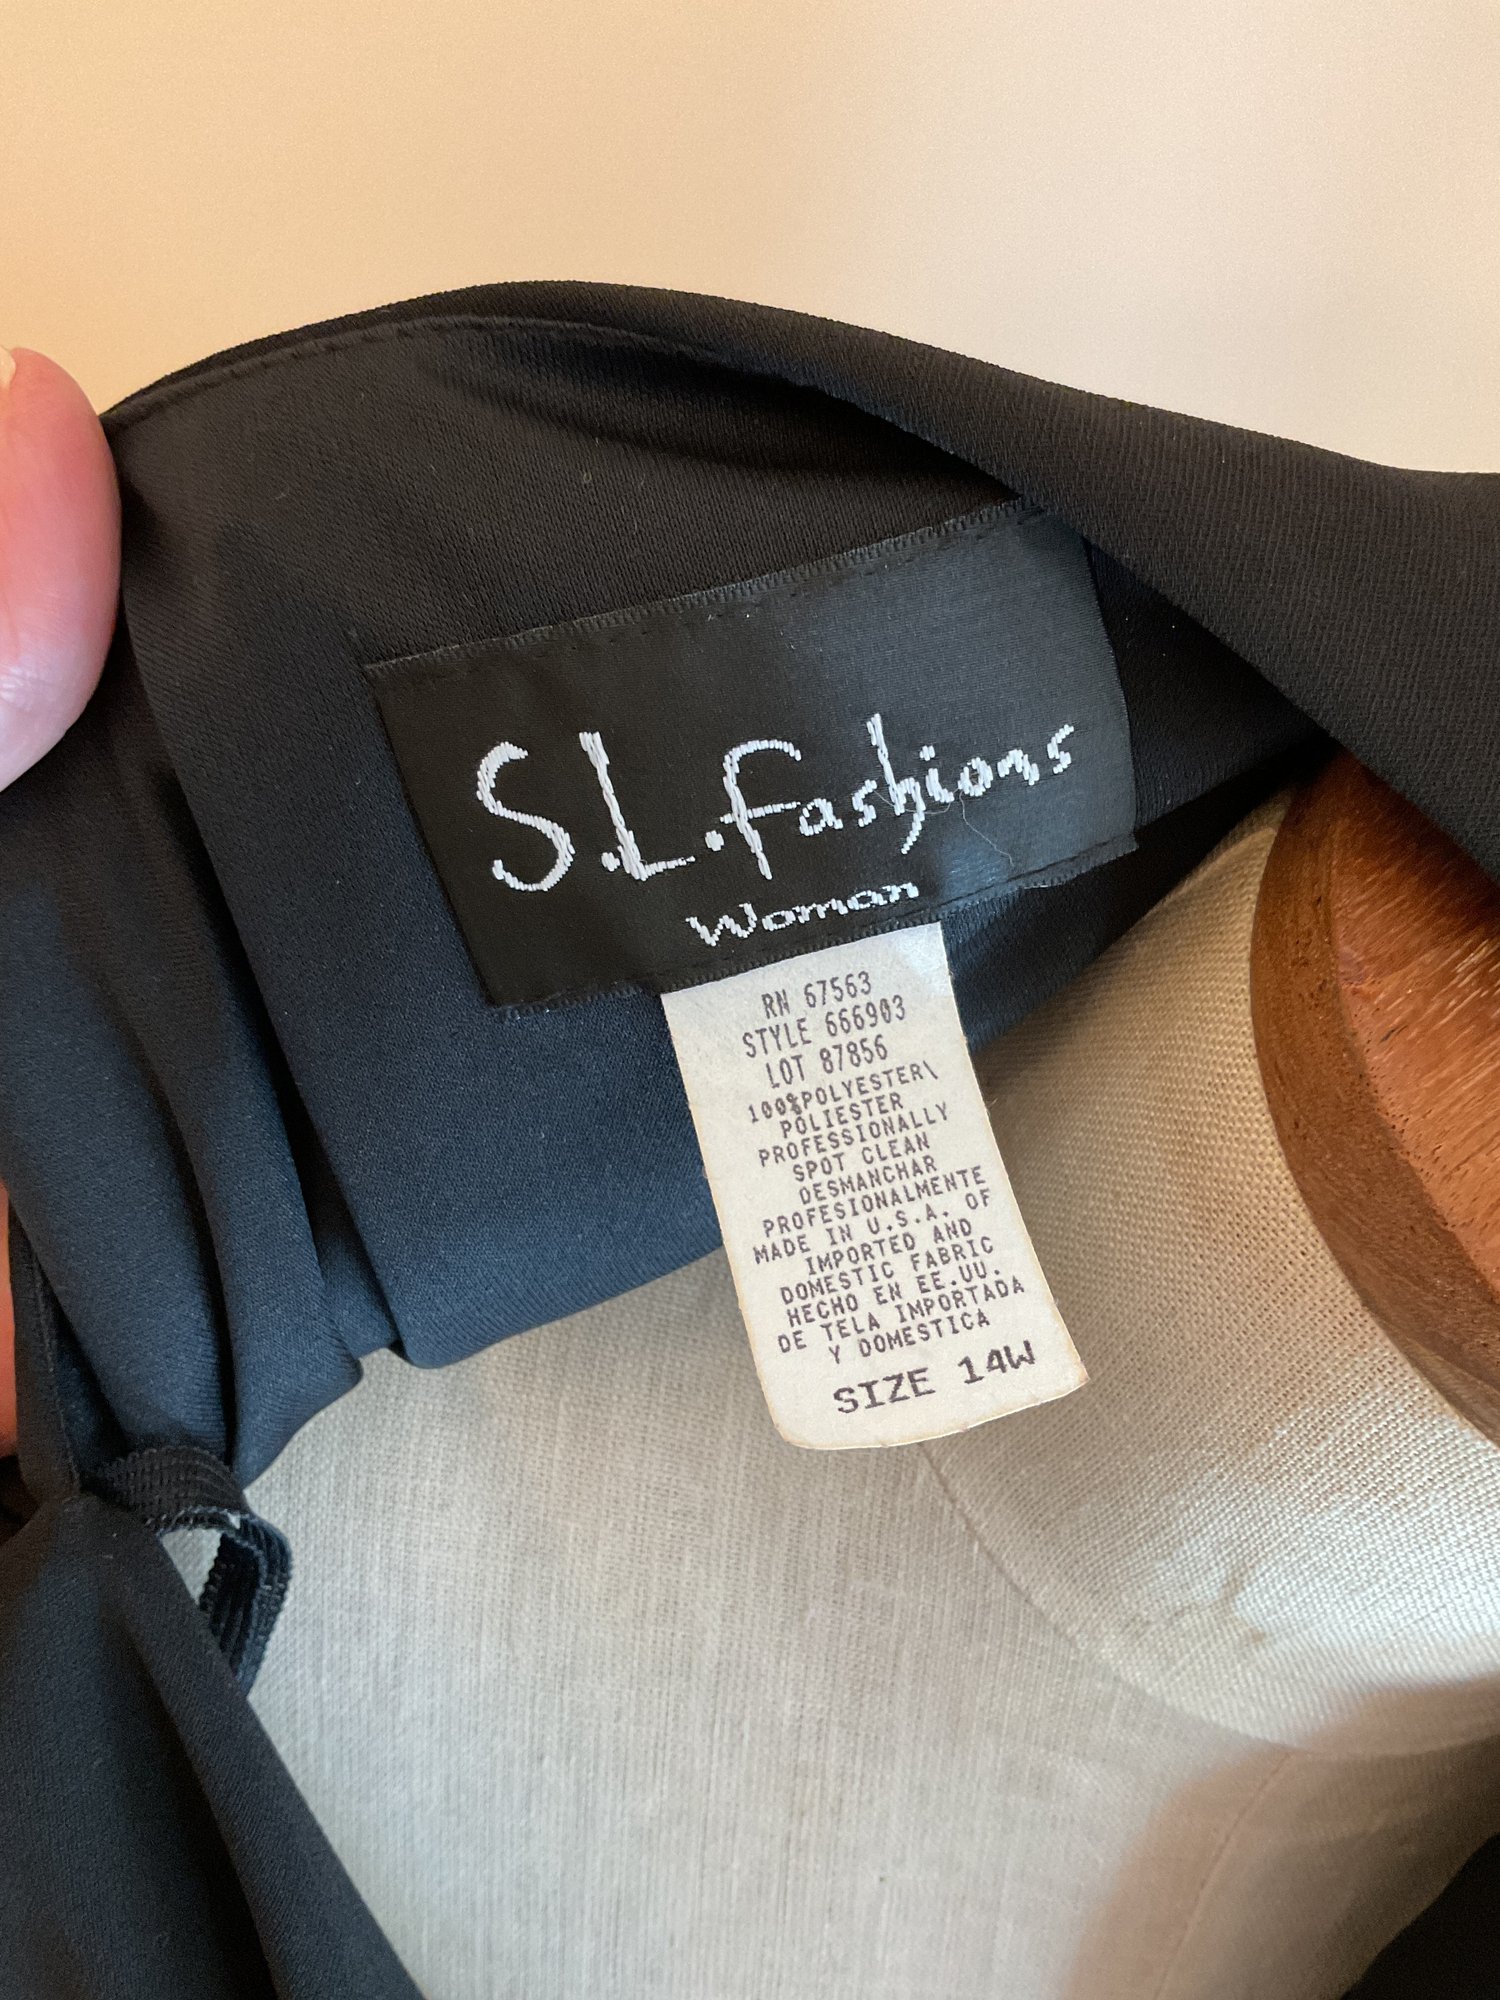 S.L. Fashions
Woman
RN 67563
STYLE 666903
LOT 87856
100%POLYESTER\
POLIESTER
PROFESSIONALLY
SPOT CLEAN
DESMANCHAR
PROFESIONALMENTE
MADE IN U.S.A. OF
IMPORTED AND
DOMESTIC FABRIC
HECHO EN EE.UU.
DE TELA IMPORTADA
Y DOMESTICA
SIZE 14W